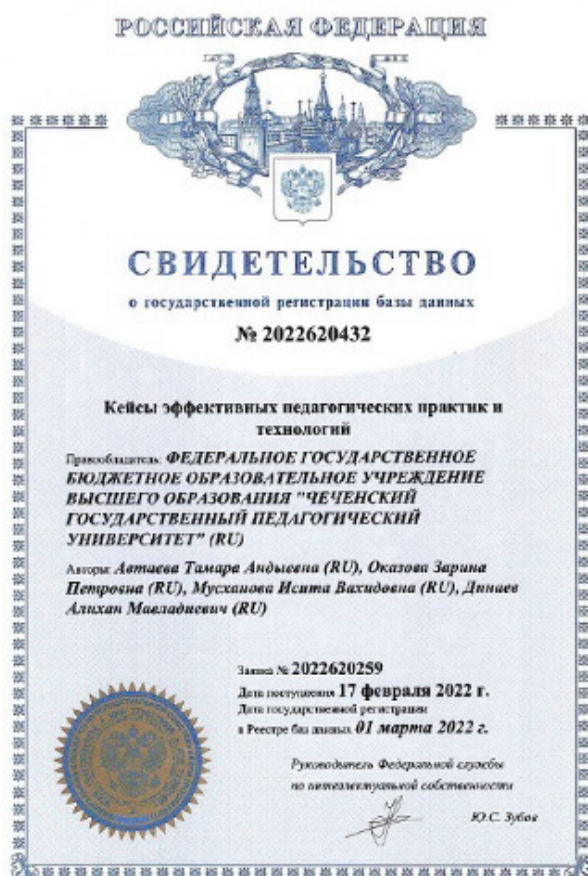 РОССИЙСКАЯ ФЕДЕРАЦИЯ
СВИДЕТЕЛЬСТВО
о государственной регистрации базы данных
№ 2022620432
Кейсы эффективных педагогических практик и
технологий
Правообладатель: ФЕДЕРАЛЬНОЕ ГОСУДАРСТВЕННОЕ
БЮДЖЕТНОЕ ОБРАЗОВАТЕЛЬНОЕ УЧРЕЖДЕНИЕ
ВЫСШЕГО ОБРАЗОВАНИЯ "ЧЕЧЕНСКИЙ
ГОСУДАРСТВЕННЫЙ ПЕДАГОГИЧЕСКИЙ
УНИВЕРСИТЕТ" (RU)
Авторы: Автаева Тамара Андыевна (RU), Оказова Зарина
Петровна (RU), Мусханова Исита Вахидовна (RU), Динаев
Алихан Мавладиевич (RU)
Заявка № 2022620259
Дата поступления 17 февраля 2022 г.
Дата государственной регистрации
в Реестре баз данных 01 марта 2022 г.
Руководитель Федеральной службы
по интеллектуальной собственности
Ю.С. Зубов